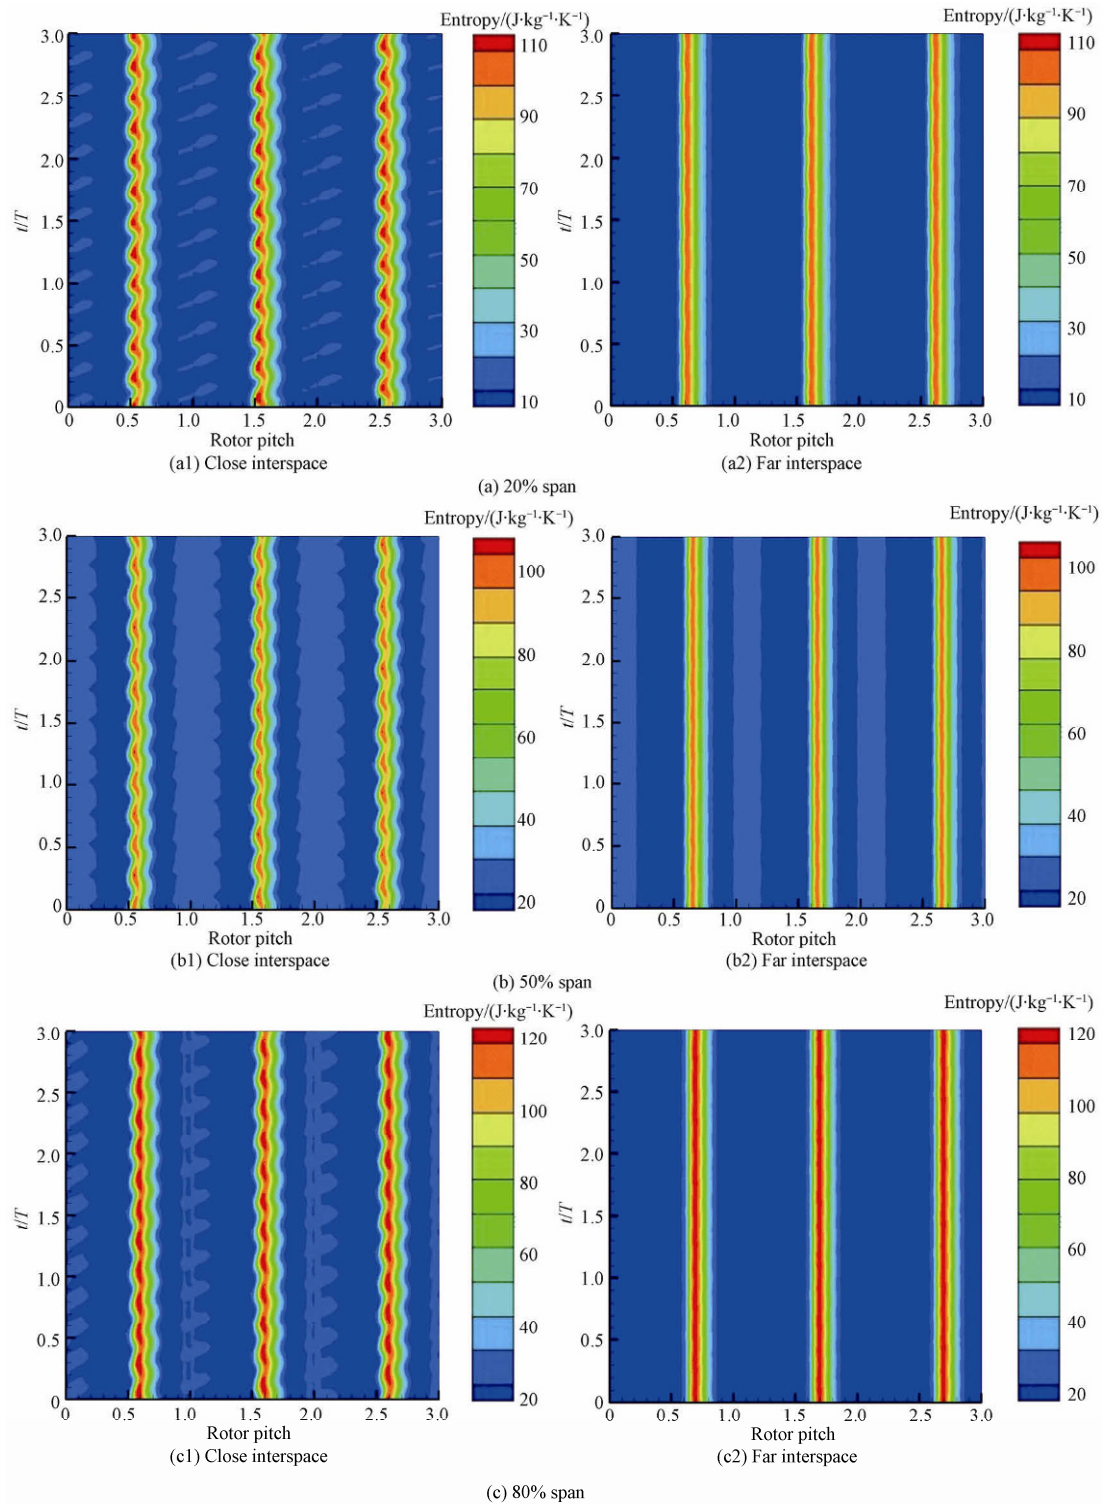 Entropy/(J·kg⁻¹·K⁻¹)
3.0
2.5
2.0
1.5
1.0
0.5
0
t/T
0 0.5 1.0 1.5 2.0 2.5 3.0
Rotor pitch
110
90
70
50
30
10
(a1) Close interspace
Entropy/(J·kg⁻¹·K⁻¹)
3.0
2.5
2.0
1.5
1.0
0.5
0
t/T
0 0.5 1.0 1.5 2.0 2.5 3.0
Rotor pitch
110
90
70
50
30
10
(a2) Far interspace
(a) 20% span
Entropy/(J·kg⁻¹·K⁻¹)
3.0
2.5
2.0
1.5
1.0
0.5
0
t/T
0 0.5 1.0 1.5 2.0 2.5 3.0
Rotor pitch
100
80
60
40
20
(b1) Close interspace
Entropy/(J·kg⁻¹·K⁻¹)
3.0
2.5
2.0
1.5
1.0
0.5
0
t/T
0 0.5 1.0 1.5 2.0 2.5 3.0
Rotor pitch
100
80
60
40
20
(b2) Far interspace
(b) 50% span
Entropy/(J·kg⁻¹·K⁻¹)
3.0
2.5
2.0
1.5
1.0
0.5
0
t/T
0 0.5 1.0 1.5 2.0 2.5 3.0
Rotor pitch
120
100
80
60
40
20
(c1) Close interspace
Entropy/(J·kg⁻¹·K⁻¹)
3.0
2.5
2.0
1.5
1.0
0.5
0
t/T
0 0.5 1.0 1.5 2.0 2.5 3.0
Rotor pitch
120
100
80
60
40
20
(c2) Far interspace
(c) 80% span